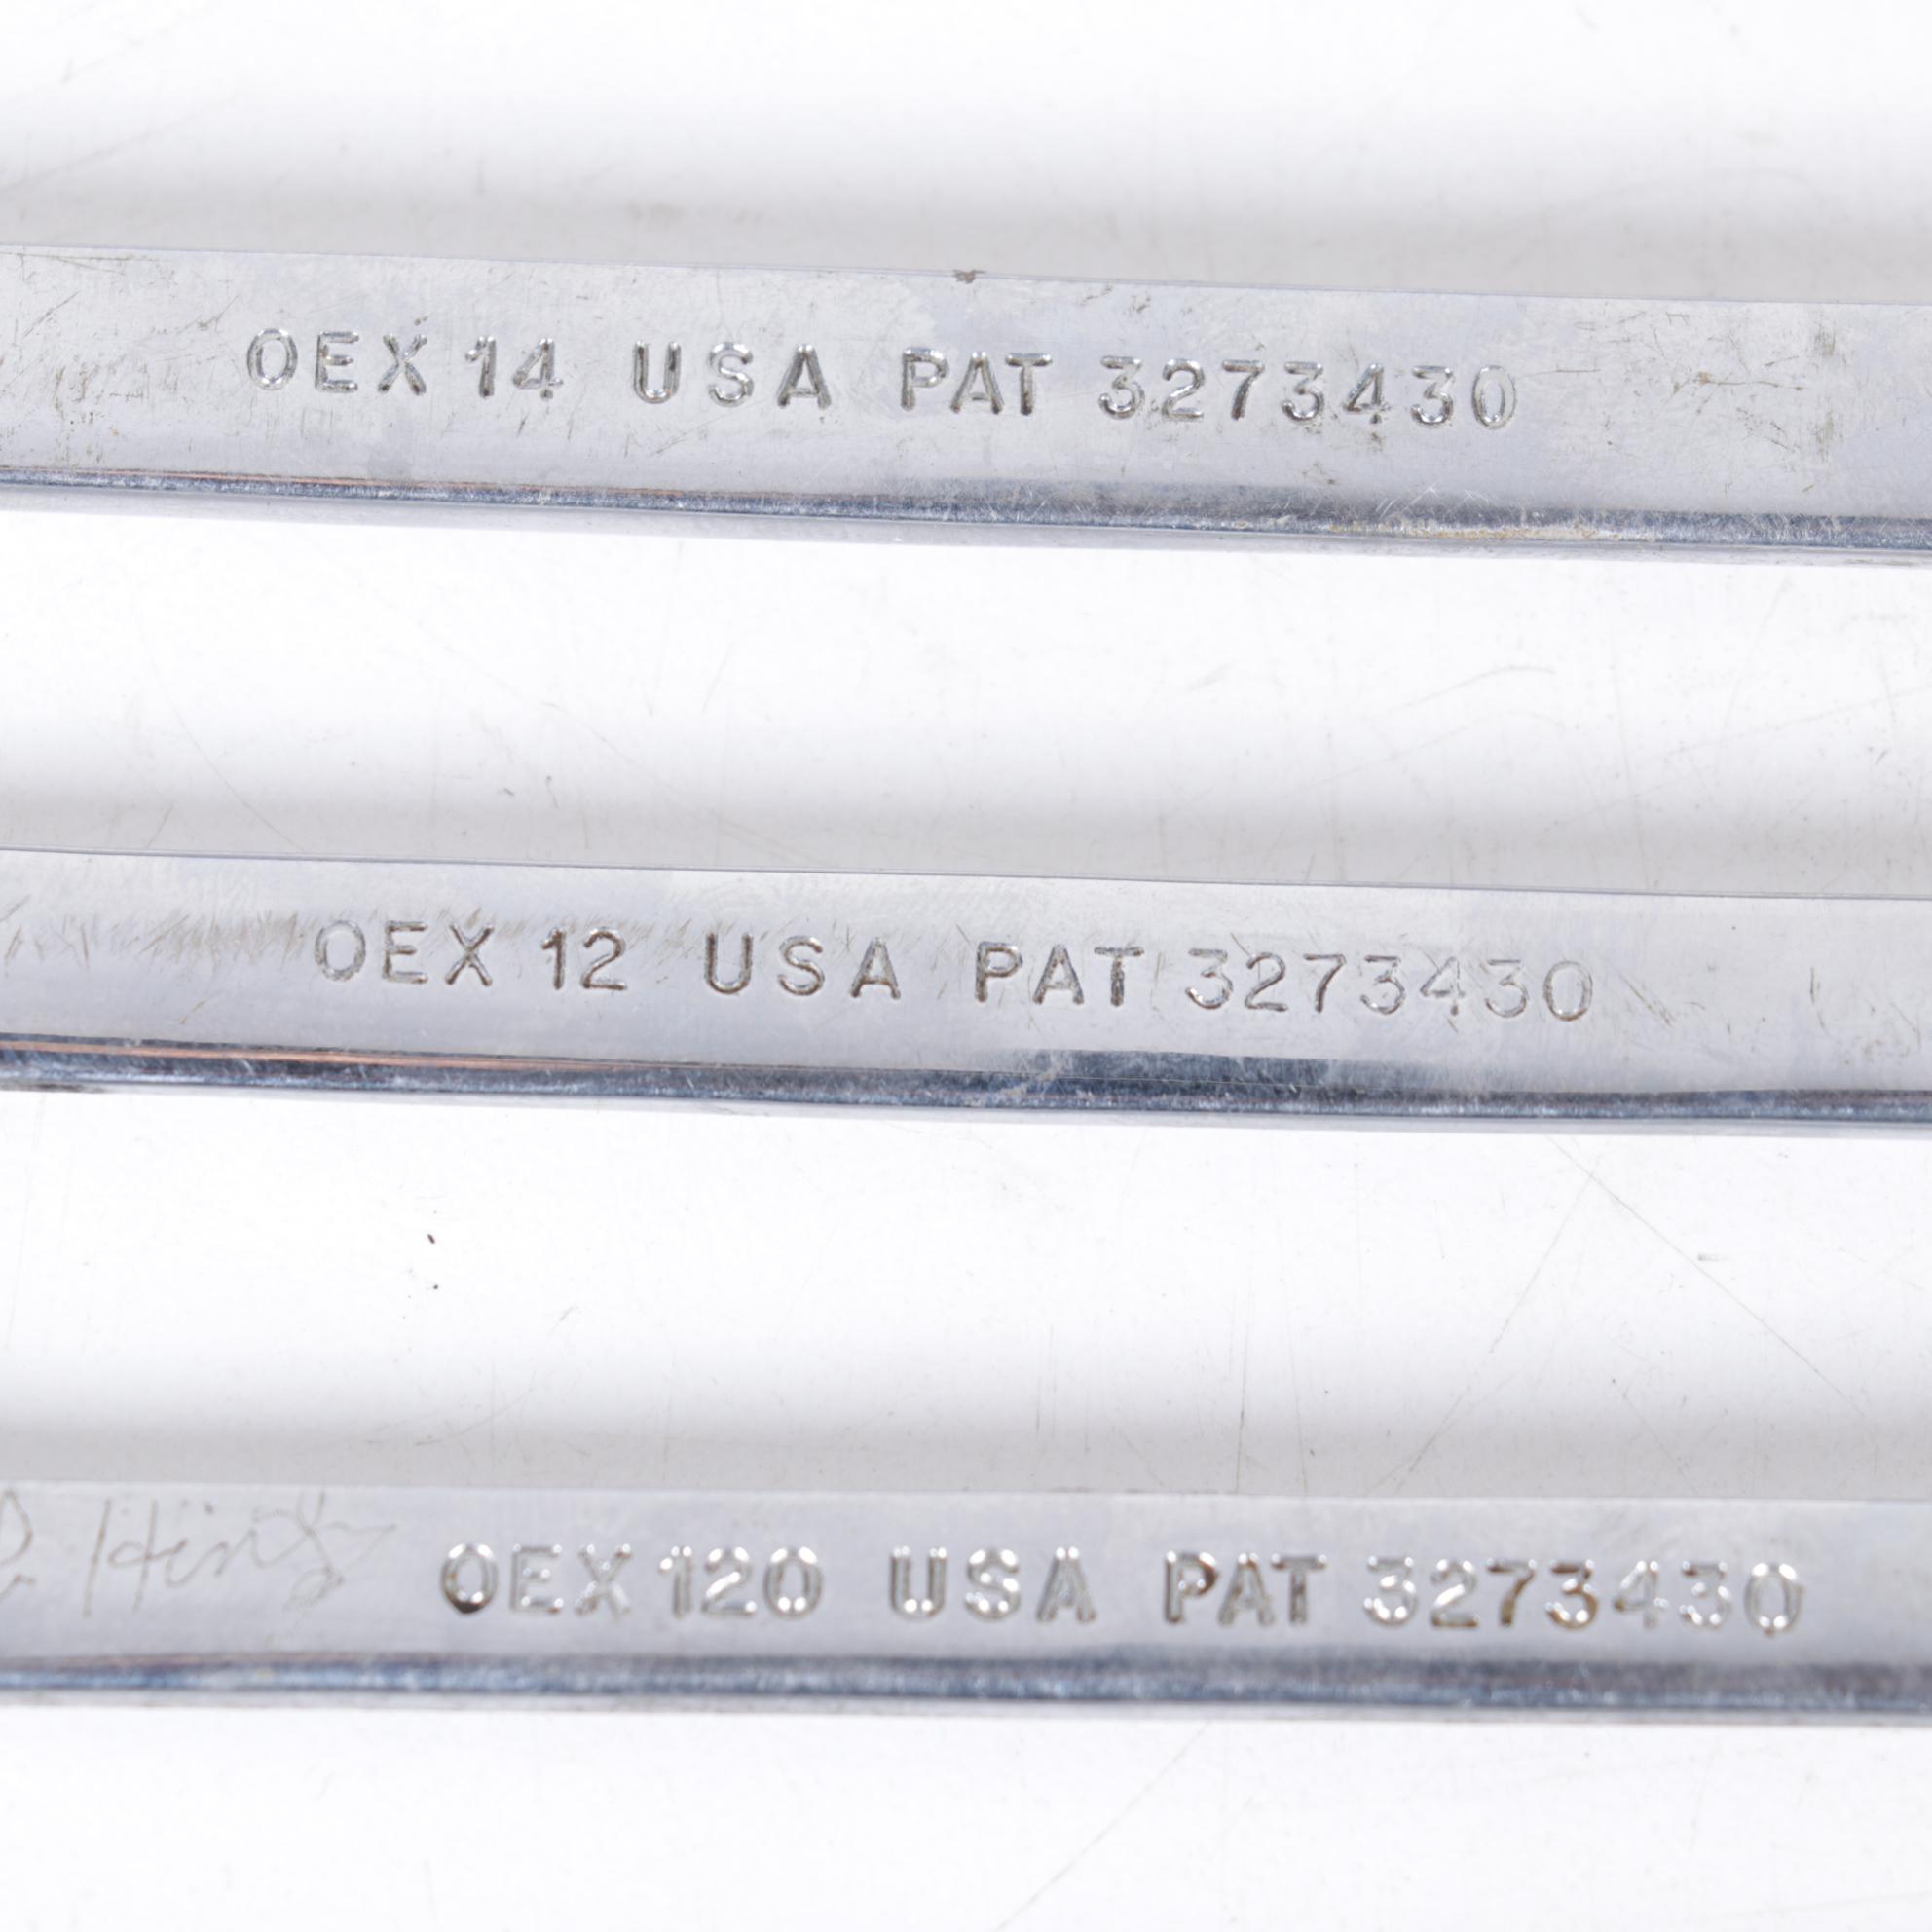 OEX 14 USA PAT 3273430
OEX 12 USA PAT 3273430
OEX 120 USA PAT 3273430